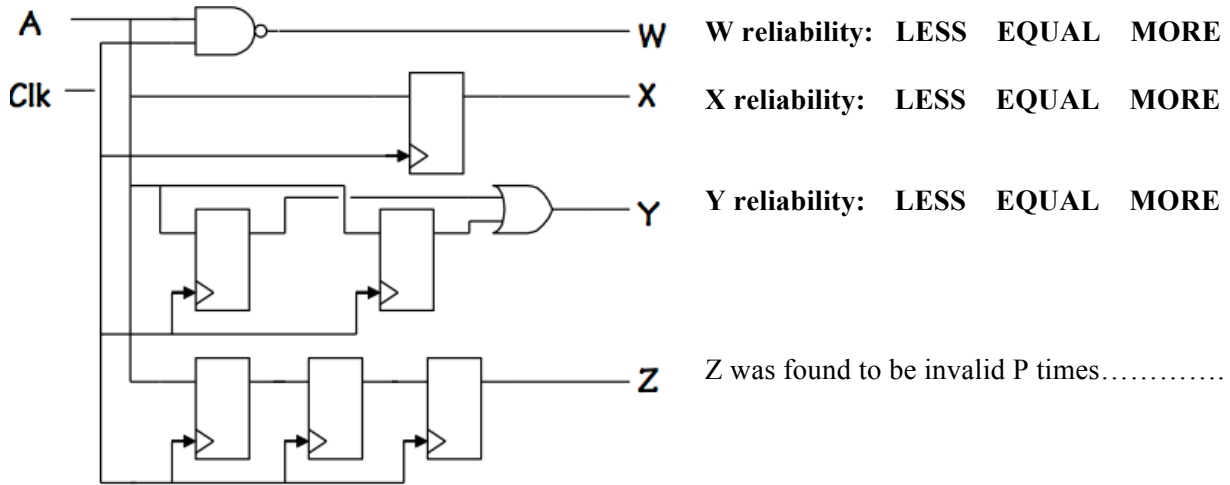 A
W
W reliability: LESS EQUAL MORE
Clk
X
X reliability: LESS EQUAL MORE
Y
Y reliability: LESS EQUAL MORE
Z
Z was found to be invalid P times………….